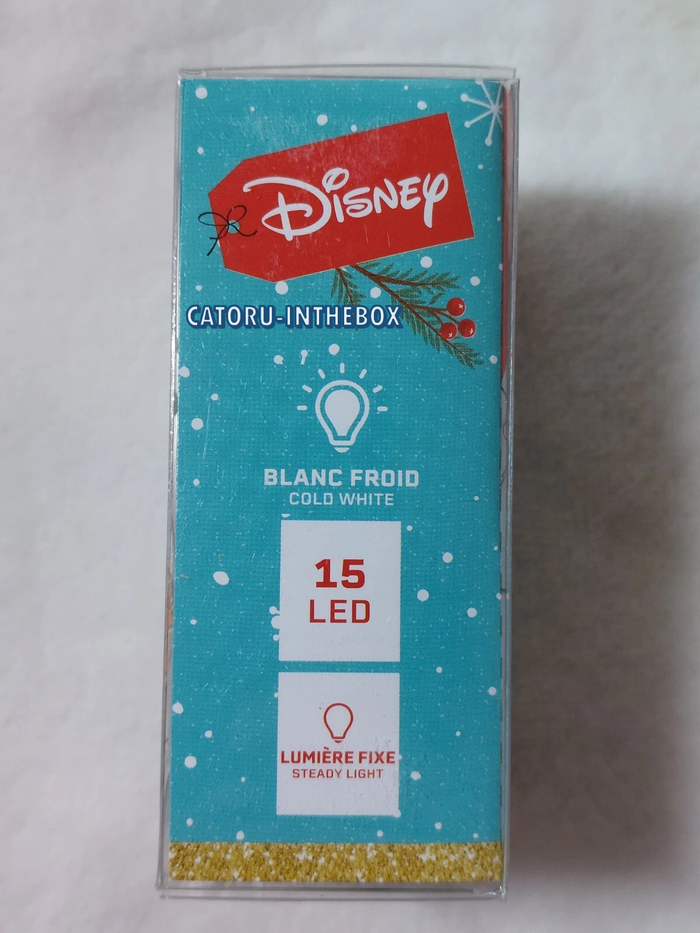 DISNEY
CATORU-INTHEBOX
BLANC FROID
COLD WHITE
15
LED
LUMIÈRE FIXE
STEADY LIGHT